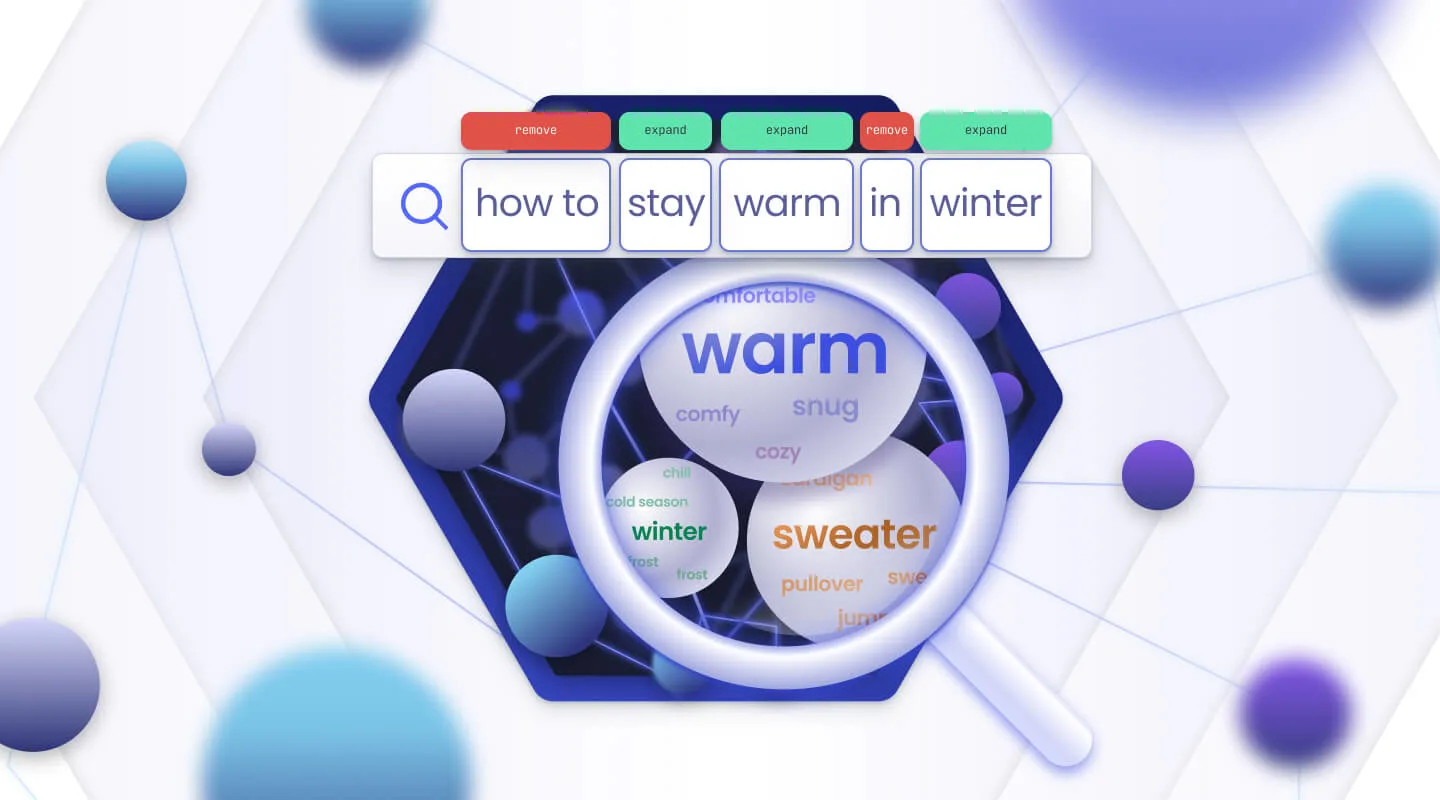 remove expand expand remove expand
how to stay warm in winter
warm
comfy snug
cozy
chill
cold season
winter
frost
frost
sweater
pullover